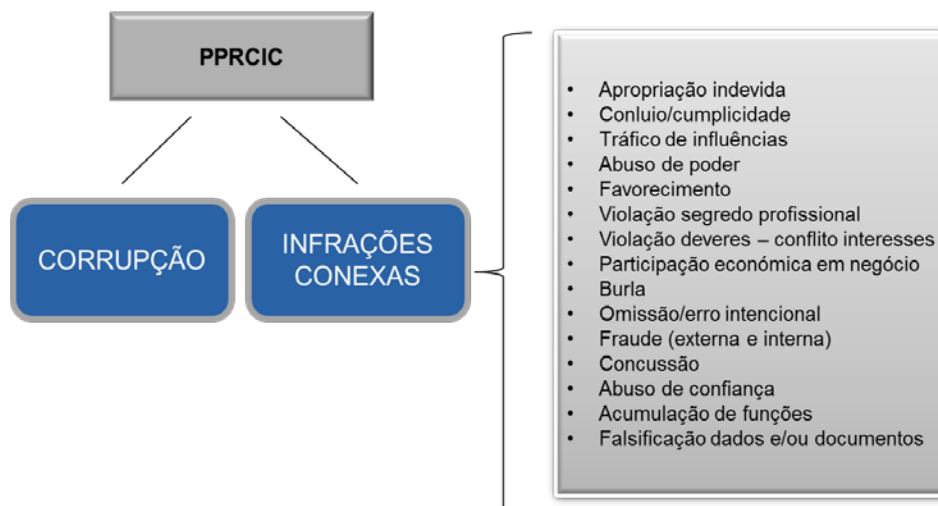 PPRCIC
CORRUPÇÃO
INFRAÇÕES
CONEXAS
• Apropriação indevida
• Conluio/cumplicidade
• Tráfico de influências
• Abuso de poder
• Favorecimento
• Violação segredo profissional
• Violação deveres – conflito interesses
• Participação económica em negócio
• Burla
• Omissão/erro intencional
• Fraude (externa e interna)
• Concussão
• Abuso de confiança
• Acumulação de funções
• Falsificação dados e/ou documentos